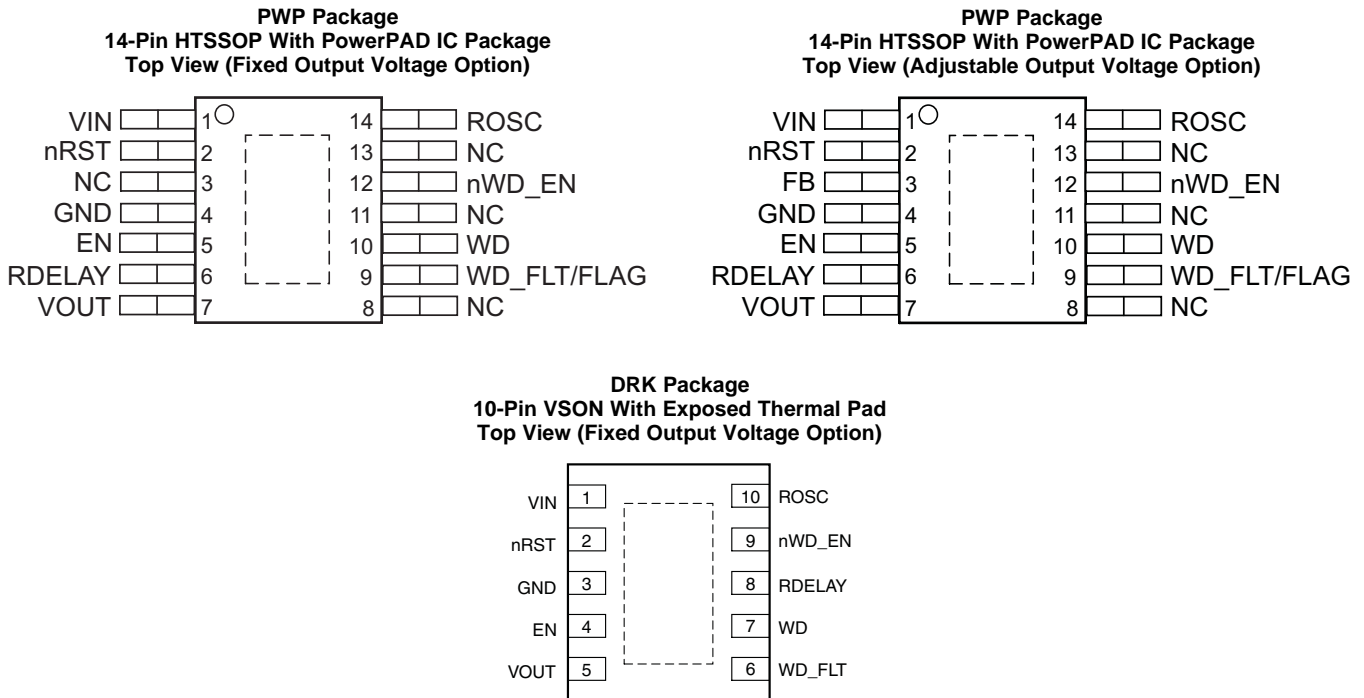 PWP Package
14-Pin HTSSOP With PowerPAD IC Package
Top View (Fixed Output Voltage Option)
VIN 1 14 ROSC
nRST 2 13 NC
NC 3 12 nWD_EN
GND 4 11 NC
EN 5 10 WD
RDELAY 6 9 WD_FLT/FLAG
VOUT 7 8 NC
PWP Package
14-Pin HTSSOP With PowerPAD IC Package
Top View (Adjustable Output Voltage Option)
VIN 1 14 ROSC
nRST 2 13 NC
FB 3 12 nWD_EN
GND 4 11 NC
EN 5 10 WD
RDELAY 6 9 WD_FLT/FLAG
VOUT 7 8 NC
DRK Package
10-Pin VSON With Exposed Thermal Pad
Top View (Fixed Output Voltage Option)
VIN 1 10 ROSC
nRST 2 9 nWD_EN
GND 3 8 RDELAY
EN 4 7 WD
VOUT 5 6 WD_FLT